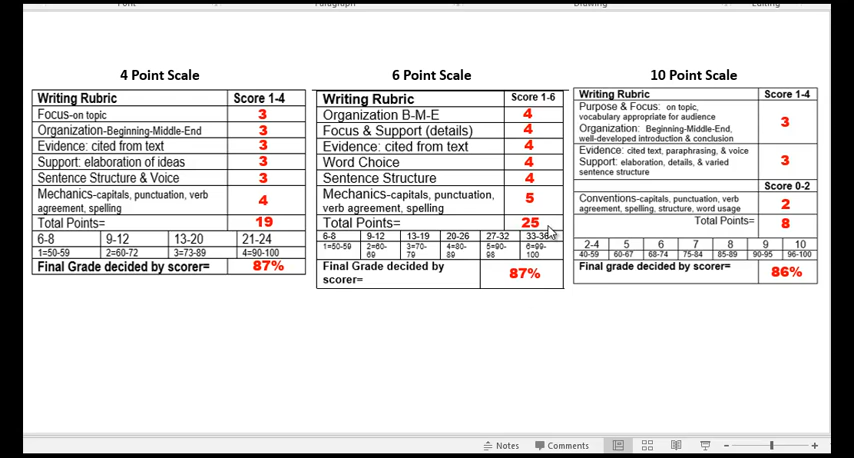 Font
Paragraph
Drawing
Editing
4 Point Scale
Writing Rubric Score 1-4
Focus-on topic 3
Organization-Beginning-Middle-End 3
Evidence: cited from text 3
Support: elaboration of ideas 3
Sentence Structure & Voice 3
Mechanics-capitals, punctuation, verb
agreement, spelling 4
Total Points= 19
6-8 9-12 13-20 21-24
1=50-59 2=60-72 3=73-89 4=90-100
Final Grade decided by scorer= 87%
6 Point Scale
Writing Rubric Score 1-6
Organization B-M-E 4
Focus & Support (details) 4
Evidence: cited from text 4
Word Choice 4
Sentence Structure 4
Mechanics-capitals, punctuation,
verb agreement, spelling 5
Total Points= 25
6-8 9-12 13-19 20-26 27-32 33-36
1=50-59 2=60-69 3=70-79 4=80-89 5=90-98 6=99-100
Final Grade decided by
scorer= 87%
10 Point Scale
Writing Rubric Score 1-4
Purpose & Focus: on topic,
vocabulary appropriate for audience
Organization: Beginning-Middle-End,
well-developed introduction & conclusion 3
Evidence: cited text, paraphrasing, & voice
Support: elaboration, details, & varied
sentence structure 3
Score 0-2
Conventions-capitals, punctuation, verb
agreement, spelling, structure, word usage 2
Total Points= 8
2-4 5 6 7 8 9 10
40-59 60-67 68-74 75-84 85-89 90-95 96-100
Final grade decided by scorer= 86%
Notes Comments